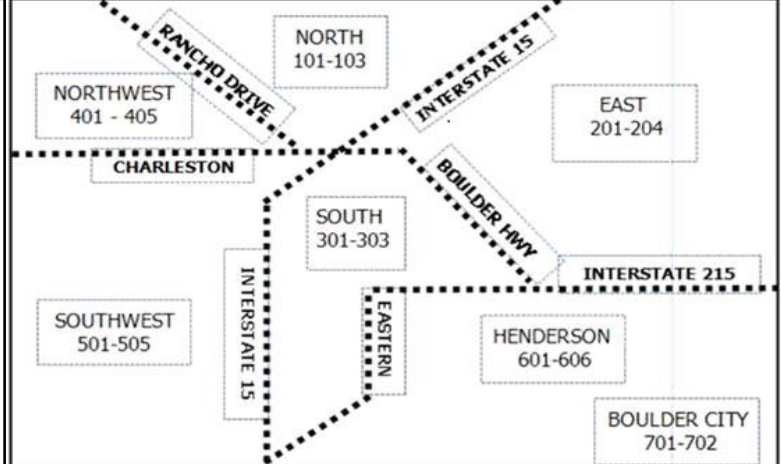 RANCHO DRIVE
NORTH
101-103
INTERSTATE 15
NORTHWEST
401 - 405
EAST
201-204
CHARLESTON
BOULDER HWY
SOUTH
301-303
INTERSTATE 215
INTERSTATE 15
EASTERN
SOUTHWEST
501-505
HENDERSON
601-606
BOULDER CITY
701-702